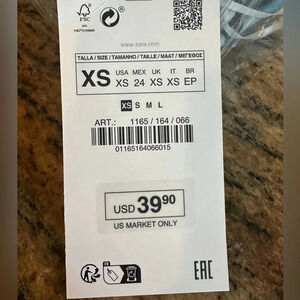 FSC
www.zara.com
TALLA / SIZE / TAMANHO / TAILLE / MAAT / ΜΕΓΕΘΟΣ
XS
USA MEX UK IT BR
XS 24 XS XS EP
XS S M L
ART.: 1165 / 164 / 066
01165164066015
USD 39.90
US MARKET ONLY
EAC